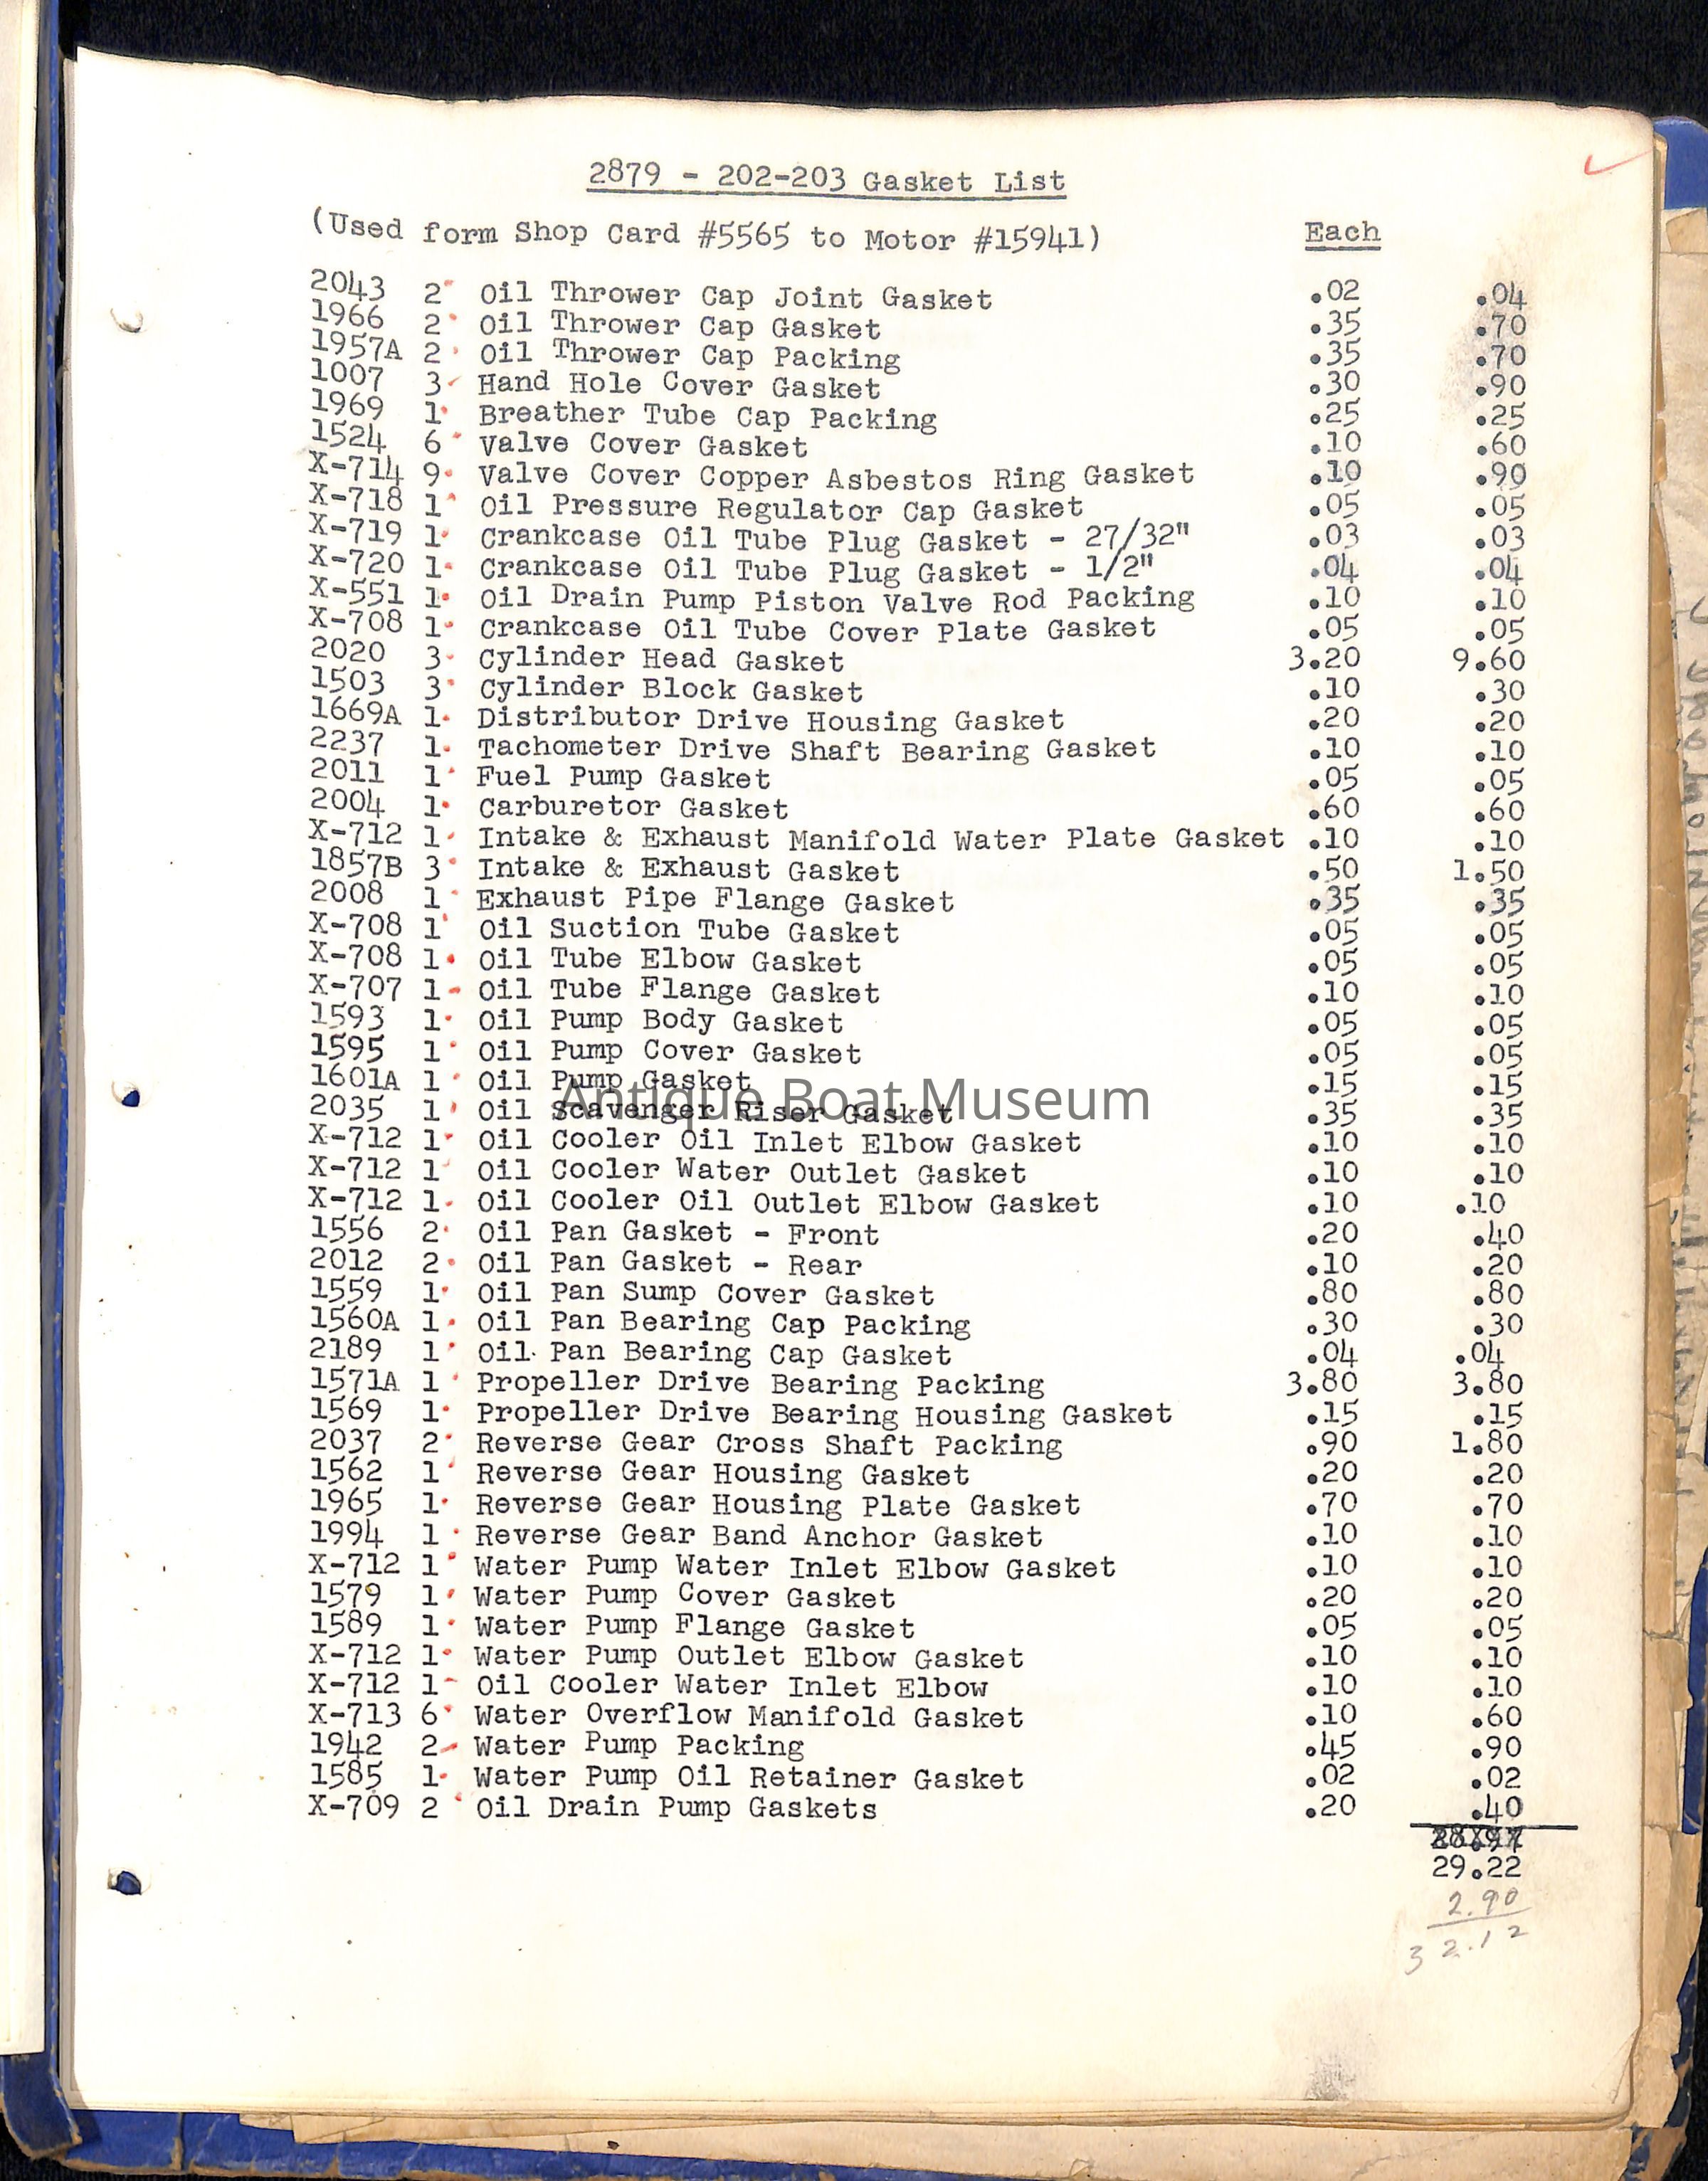 2879 - 202-203 Gasket List
(Used form Shop Card #5565 to Motor #15941) Each
2043 2 Oil Thrower Cap Joint Gasket .02 .04
1966 2 Oil Thrower Cap Gasket .35 .70
1957A 2 Oil Thrower Cap Packing .35 .70
1007 3 Hand Hole Cover Gasket .30 .90
1969 1 Breather Tube Cap Packing .25 .25
1524 6 Valve Cover Gasket .10 .60
X-714 9 Valve Cover Copper Asbestos Ring Gasket .10 .90
X-718 1 Oil Pressure Regulator Cap Gasket .05 .05
X-719 1 Crankcase Oil Tube Plug Gasket - 27/32" .03 .03
X-720 1 Crankcase Oil Tube Plug Gasket - 1/2" .04 .04
X-551 1 Oil Drain Pump Piston Valve Rod Packing .10 .10
X-708 1 Crankcase Oil Tube Cover Plate Gasket .05 .05
2020 3 Cylinder Head Gasket 3.20 9.60
1503 3 Cylinder Block Gasket .10 .30
1669A 1 Distributor Drive Housing Gasket .20 .20
2237 1 Tachometer Drive Shaft Bearing Gasket .10 .10
2011 1 Fuel Pump Gasket .05 .05
2004 1 Carburetor Gasket .60 .60
X-712 1 Intake & Exhaust Manifold Water Plate Gasket .10 .10
1857B 3 Intake & Exhaust Gasket .50 1.50
2008 1 Exhaust Pipe Flange Gasket .35 .35
X-708 1 Oil Suction Tube Gasket .05 .05
X-708 1 Oil Tube Elbow Gasket .05 .05
X-707 1 Oil Tube Flange Gasket .10 .10
1593 1 Oil Pump Body Gasket .05 .05
1595 1 Oil Pump Cover Gasket .05 .05
1601A 1 Oil Pump Gasket .15 .15
Antique Boat Museum
2035 1 Oil Scavenger Riser Gasket .35 .35
X-712 1 Oil Cooler Oil Inlet Elbow Gasket .10 .10
X-712 1 Oil Cooler Water Outlet Gasket .10 .10
X-712 1 Oil Cooler Oil Outlet Elbow Gasket .10 .10
1556 2 Oil Pan Gasket - Front .20 .40
2012 2 Oil Pan Gasket - Rear .10 .20
1559 1 Oil Pan Sump Cover Gasket .80 .80
1560A 1 Oil Pan Bearing Cap Packing .30 .30
2189 1 Oil Pan Bearing Cap Gasket .04 .04
1571A 1 Propeller Drive Bearing Packing 3.80 3.80
1569 1 Propeller Drive Bearing Housing Gasket .15 .15
2037 2 Reverse Gear Cross Shaft Packing .90 1.80
1562 1 Reverse Gear Housing Gasket .20 .20
1965 1 Reverse Gear Housing Plate Gasket .70 .70
1994 1 Reverse Gear Band Anchor Gasket .10 .10
X-712 1 Water Pump Water Inlet Elbow Gasket .10 .10
1579 1 Water Pump Cover Gasket .20 .20
1589 1 Water Pump Flange Gasket .05 .05
X-712 1 Water Pump Outlet Elbow Gasket .10 .10
X-712 1 Oil Cooler Water Inlet Elbow .10 .10
X-713 6 Water Overflow Manifold Gasket .10 .60
1942 2 Water Pump Packing .45 .90
1585 1 Water Pump Oil Retainer Gasket .02 .02
X-709 2 Oil Drain Pump Gaskets .20 .40
29.22
2.90
32.12